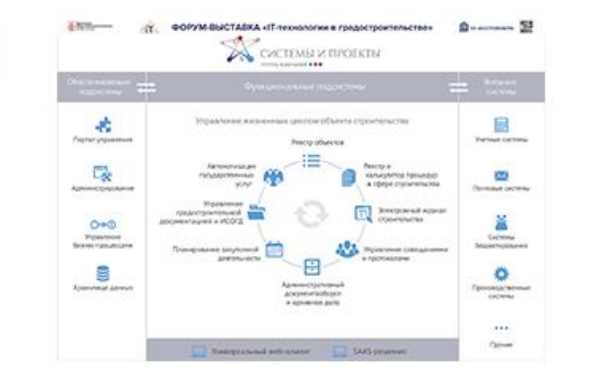 ФОРУМ-ВЫСТАВКА «IT-технологии в градостроительстве»
СИСТЕМЫ И ПРОЕКТЫ
Обеспечивающие
подсистемы
Функциональные подсистемы
Внешние
системы
Управление жизненным циклом объекта строительства
Портал управления
Администрирование
Управление
бизнес-процессами
Хранилище данных
Реестр объектов
Реестр и
калькулятор процедур
в сфере строительства
Электронный журнал
строительства
Управление совещаниями
и протоколами
Административный
документооборот
и архивное дело
Планирование закупочной
деятельности
Управление
градостроительной
документацией и ИСОГД
Автоматизация
государственных
услуг
Учетные системы
Почтовые системы
Системы
бюджетирования
Производственные
системы
Прочие
Универсальный веб-клиент
SAAS-решение